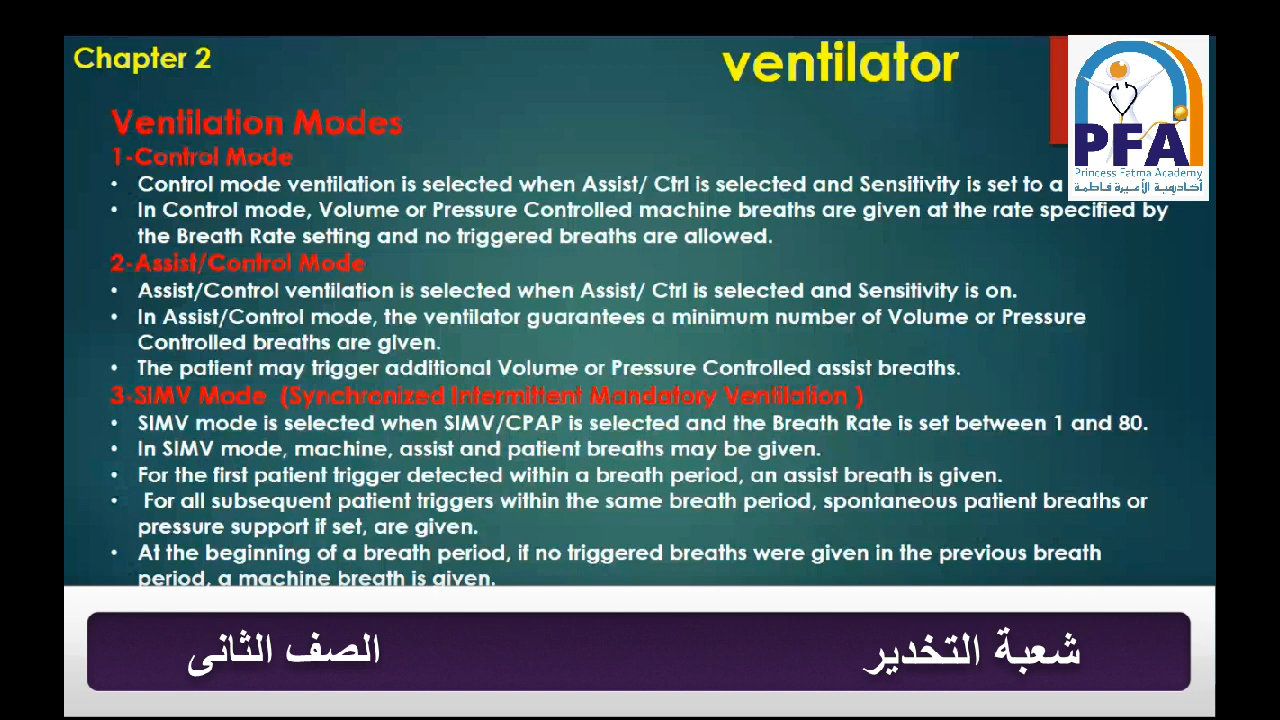 Chapter 2
ventilator
PFA
Princess Fatma Academy
أكاديمية الأميرة فاطمة
Ventilation Modes
1-Control Mode
• Control mode ventilation is selected when Assist/ Ctrl is selected and Sensitivity is set to a
• In Control mode, Volume or Pressure Controlled machine breaths are given at the rate specified by
the Breath Rate setting and no triggered breaths are allowed.
2-Assist/Control Mode
• Assist/Control ventilation is selected when Assist/ Ctrl is selected and Sensitivity is on.
• In Assist/Control mode, the ventilator guarantees a minimum number of Volume or Pressure
Controlled breaths are given.
• The patient may trigger additional Volume or Pressure Controlled assist breaths.
3-SIMV Mode (Synchronized Intermittent Mandatory Ventilation )
• SIMV mode is selected when SIMV/CPAP is selected and the Breath Rate is set between 1 and 80.
• In SIMV mode, machine, assist and patient breaths may be given.
• For the first patient trigger detected within a breath period, an assist breath is given.
• For all subsequent patient triggers within the same breath period, spontaneous patient breaths or
pressure support if set, are given.
• At the beginning of a breath period, if no triggered breaths were given in the previous breath
period, a machine breath is given.
شعبة التخدير
الصف الثانى